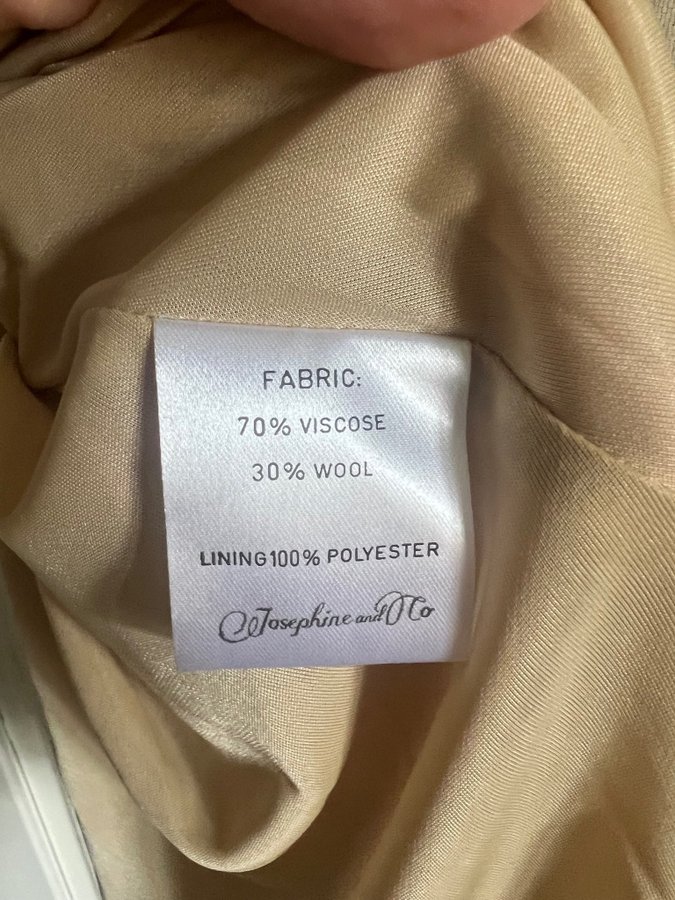 FABRIC:
70% VISCOSE
30% WOOL
LINING 100% POLYESTER
Josephine and Co